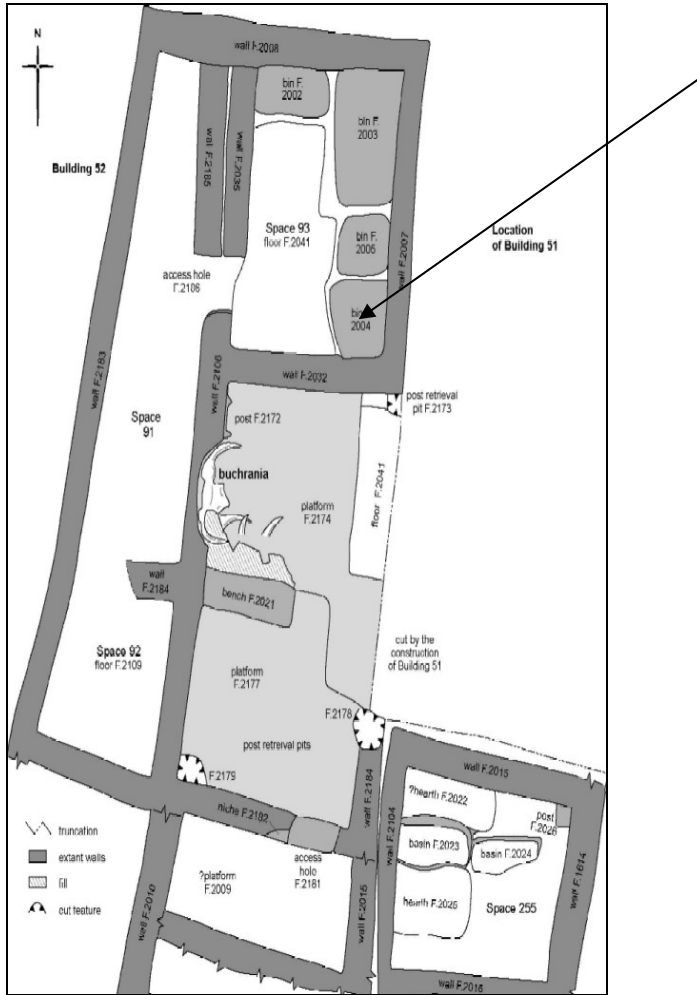 N
wall F.2008
bin F.
2002
bin F.
2003
wall F.2185
wall F.2035
Building 52
Space 93
floor F.2041
bin F.
2005
wall F.2007
Location
of Building 51
access hole
F.2186
bin
2004
wall F.2032
wall F.2183
wall F.2108
post retrieval
pit F.2173
post F.2172
Space
91
buchrania
platform
F.2174
floor F.2041
wall
F.2184
bench F.2021
Space 92
floor F.2109
cut by the
construction
of Building 51
platform
F.2177
F.2178
post retreival pits
F.2179
wall F.2184
wall F.2015
?hearth F.2022
post
F.2026
niche F.2182
wall F.2104
basin F.2023
basin F.2024
truncation
extant walls
fill
cut feature
?platform
F.2009
access
hole
F.2181
wall F.2010
wall F.2015
hearth F.2025
Space 255
wall F.1614
wall F.2016